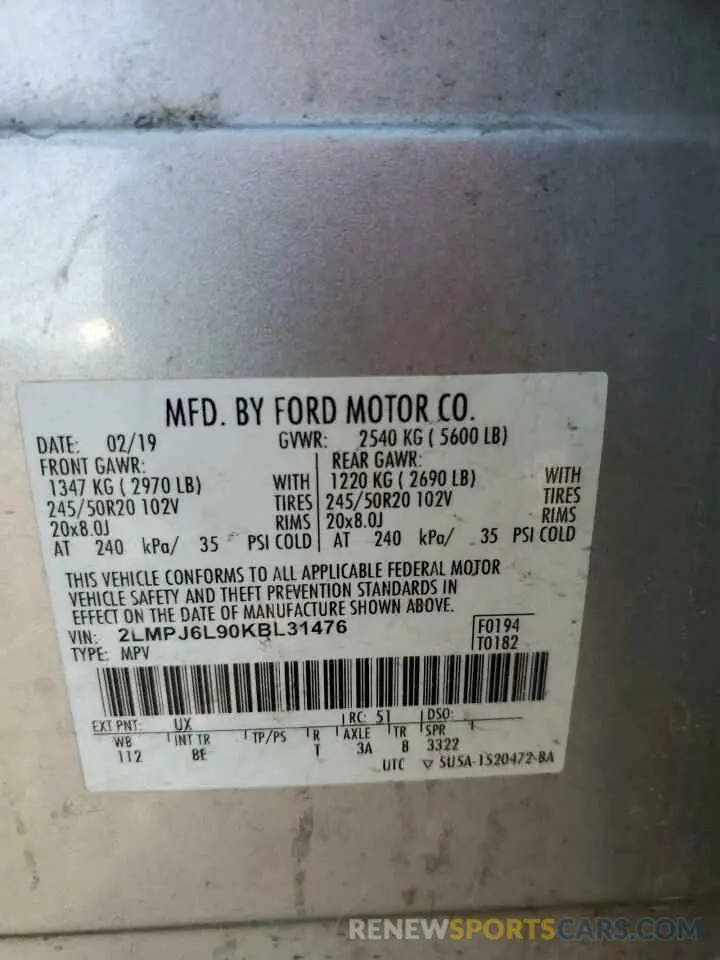 MFD. BY FORD MOTOR CO.
DATE: 02/19 GVWR: 2540 KG ( 5600 LB)
FRONT GAWR: REAR GAWR:
1347 KG ( 2970 LB) WITH 1220 KG ( 2690 LB) WITH
245/50R20 102V TIRES 245/50R20 102V TIRES
20x8.0J RIMS 20x8.0J RIMS
AT 240 kPa/ 35 PSI COLD AT 240 kPa/ 35 PSI COLD
THIS VEHICLE CONFORMS TO ALL APPLICABLE FEDERAL MOTOR
VEHICLE SAFETY AND THEFT PREVENTION STANDARDS IN
EFFECT ON THE DATE OF MANUFACTURE SHOWN ABOVE.
VIN: 2LMPJ6L90KBL31476 F0194
TYPE: MPV T0182
EXT PNT: UX RC: 51 DSO:
WB INT TR TP/PS R AXLE TR SPR
112 BE T 3A 8 3322
UTC ▽ 5U5A-1520472-BA
RENEWSPORTCARS.COM